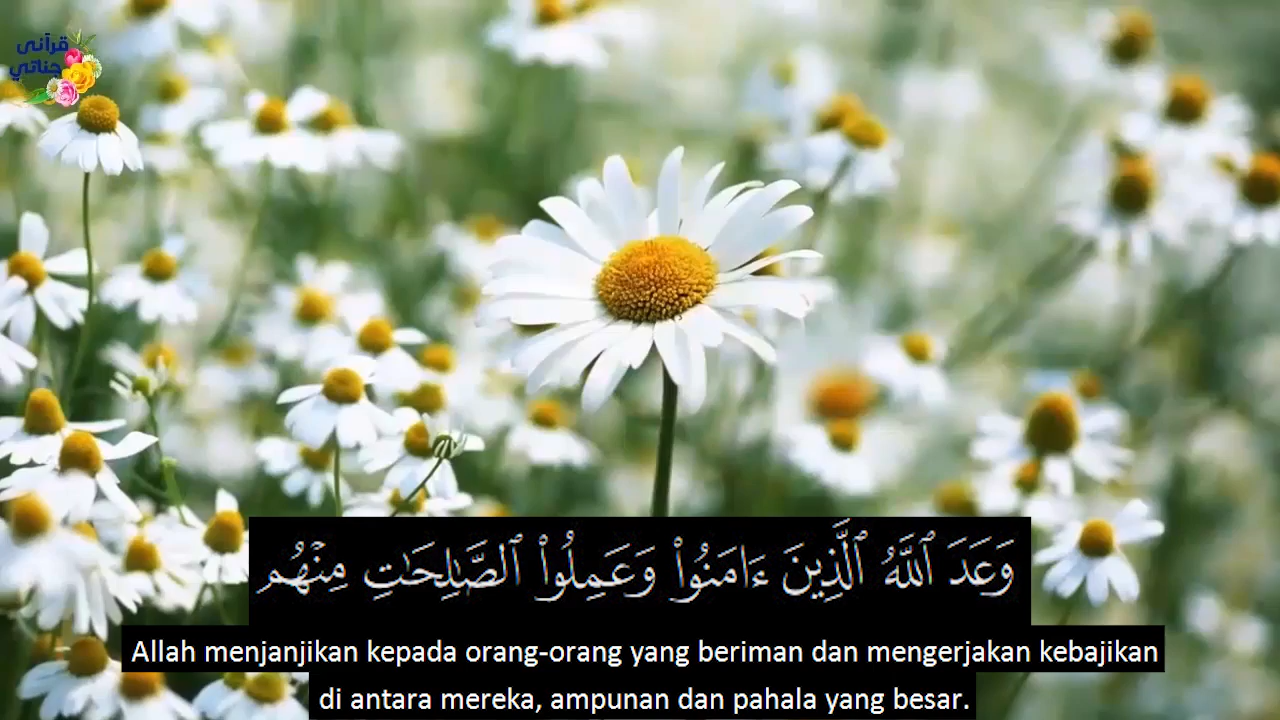 قرآنی
جناتي
وَعَدَ ٱللَّهُ ٱلَّذِينَ ءَامَنُوا۟ وَعَمِلُوا۟ ٱلصَّـٰلِحَـٰتِ مِنْهُم
Allah menjanjikan kepada orang-orang yang beriman dan mengerjakan kebajikan
di antara mereka, ampunan dan pahala yang besar.